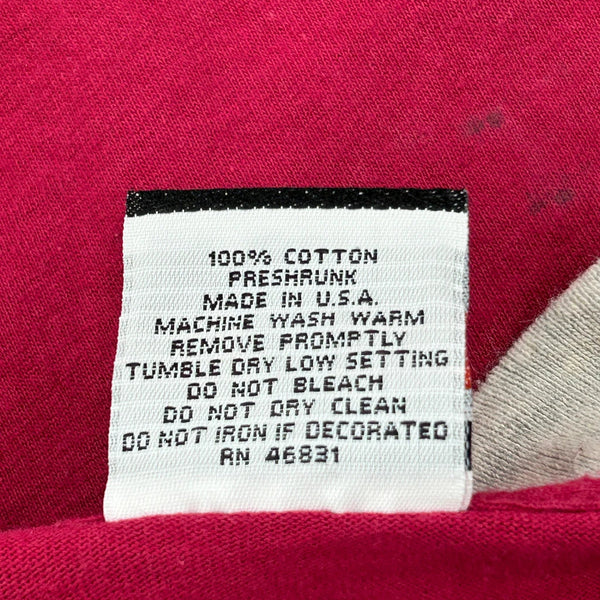 100% COTTON
PRESHRUNK
MADE IN U.S.A.
MACHINE WASH WARM
REMOVE PROMPTLY
TUMBLE DRY LOW SETTING
DO NOT BLEACH
DO NOT DRY CLEAN
DO NOT IRON IF DECORATED
RN 46831